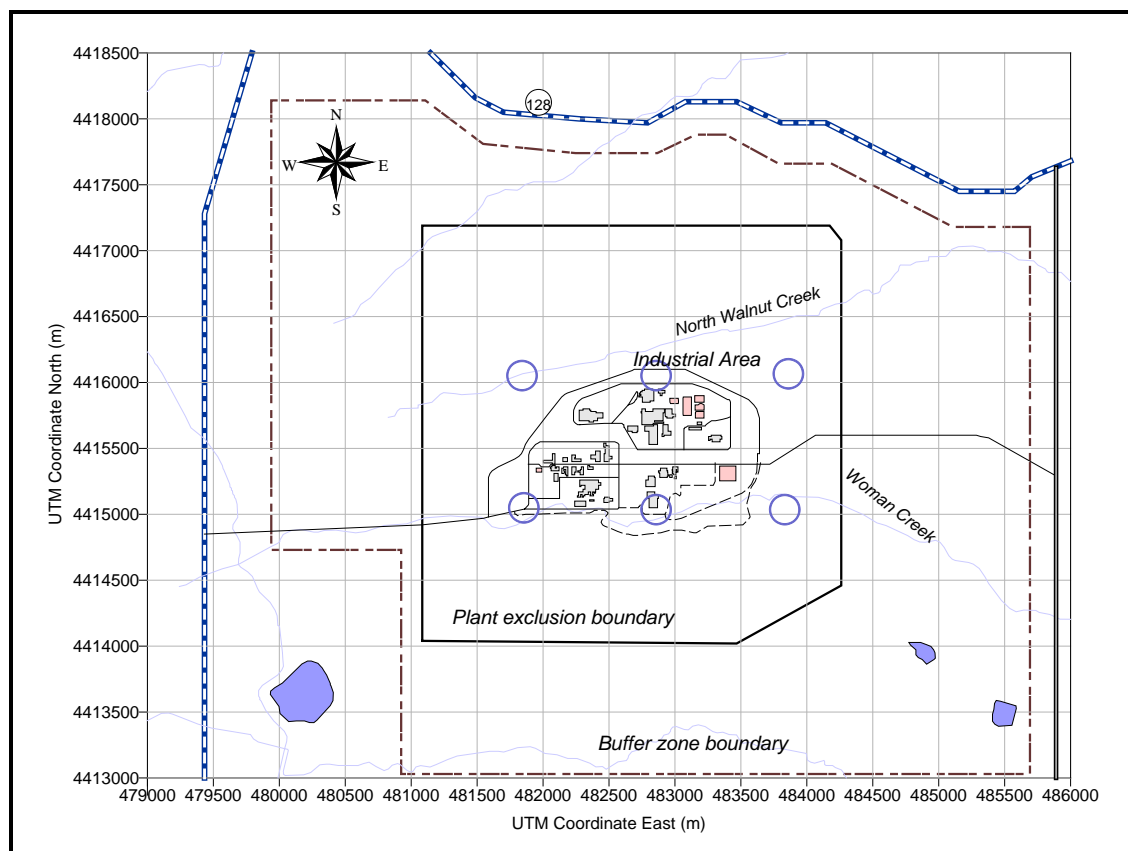 4418500
4418000
4417500
4417000
4416500
4416000
4415500
4415000
4414500
4414000
4413500
4413000
UTM Coordinate North (m)
128
N
W
E
S
North Walnut Creek
Industrial Area
Woman Creek
Plant exclusion boundary
Buffer zone boundary
479000 479500 480000 480500 481000 481500 482000 482500 483000 483500 484000 484500 485000 485500 486000
UTM Coordinate East (m)